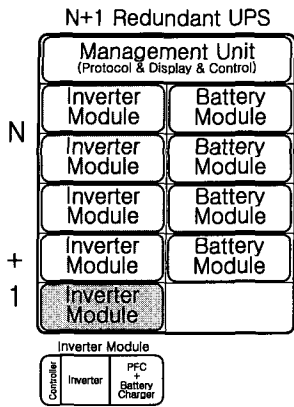 N+1 Redundant UPS
Management Unit
(Protocol & Display & Control)
Inverter
Module
Battery
Module
N
Inverter
Module
Battery
Module
Inverter
Module
Battery
Module
Inverter
Module
Battery
Module
+
1
Inverter
Module
Inverter Module
Controller
Inverter
PFC
+
Battery
Charger